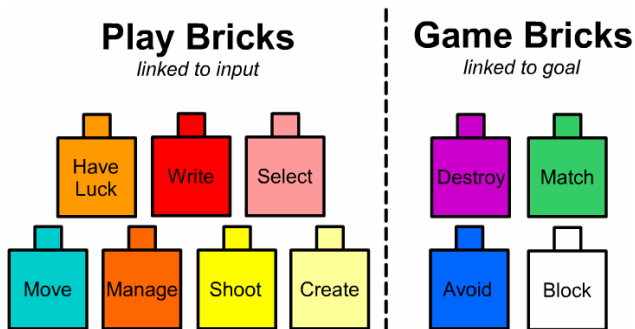 Play Bricks
linked to input
Have
Luck
Write
Select
Move
Manage
Shoot
Create
Game Bricks
linked to goal
Destroy
Match
Avoid
Block